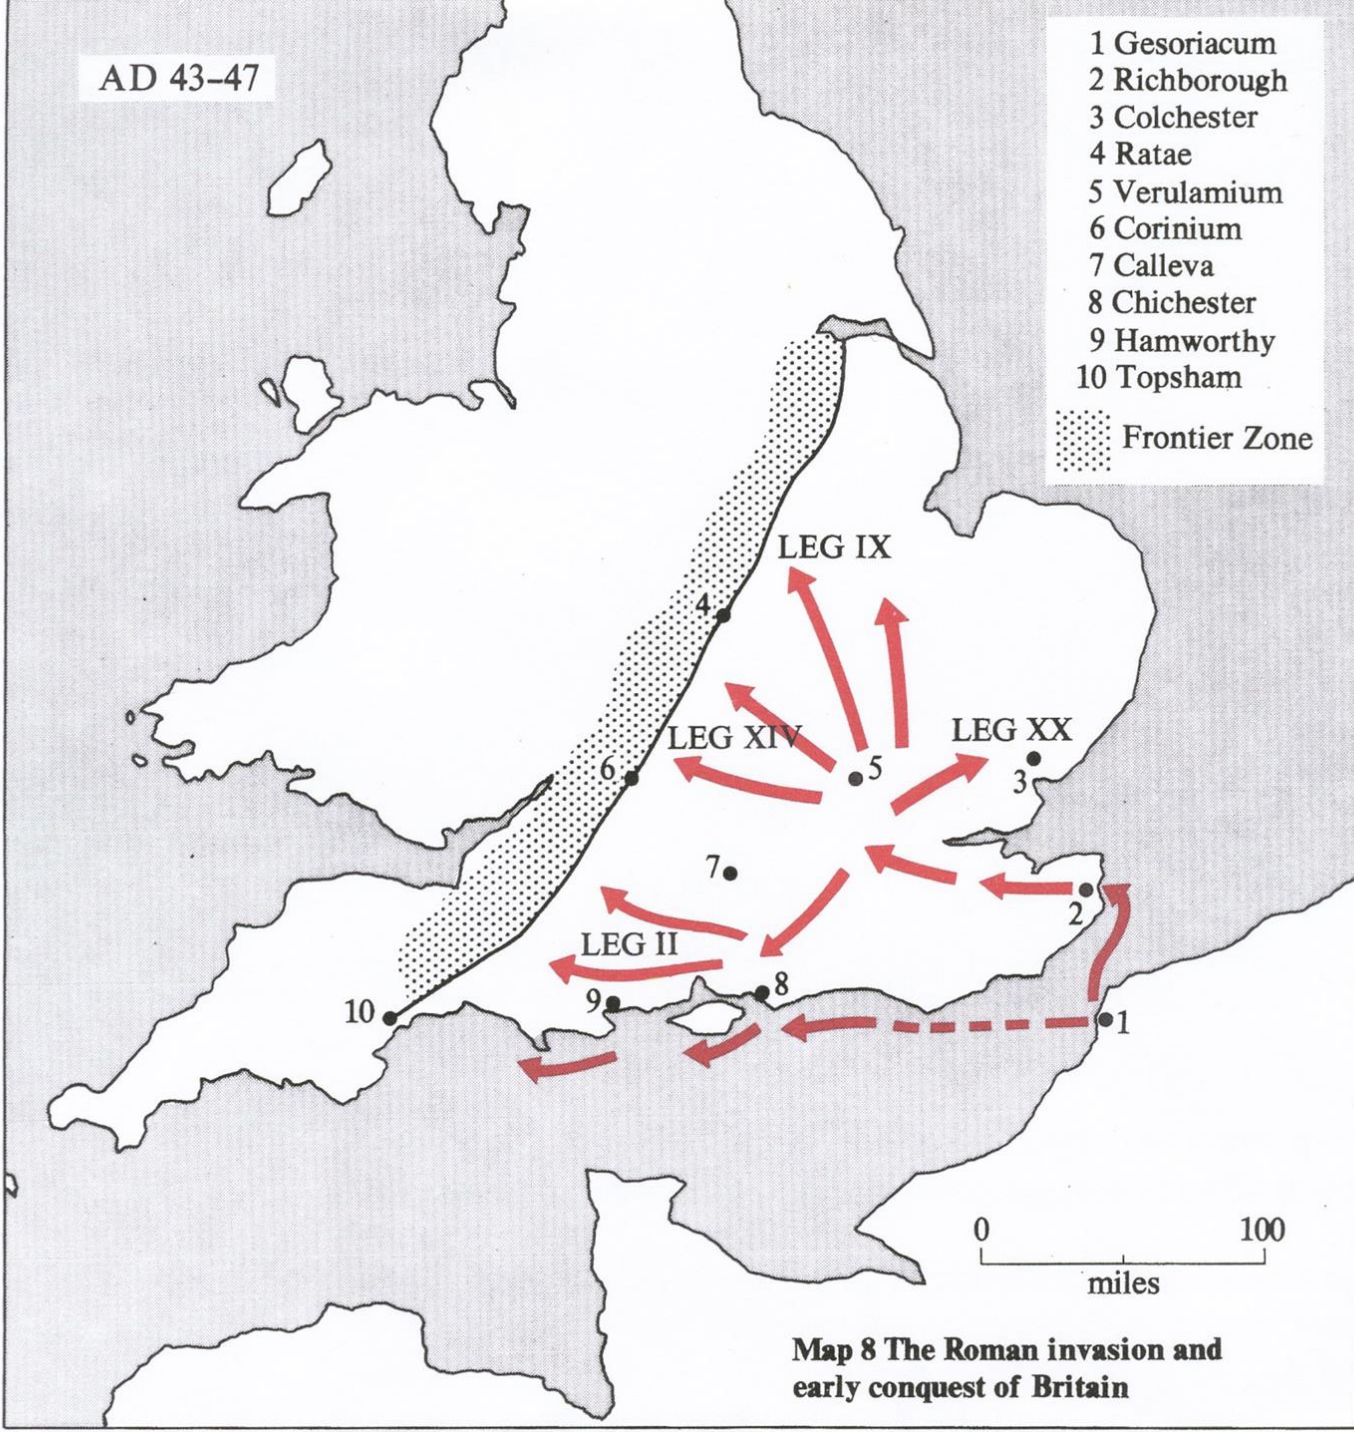 AD 43–47
1 Gesoriacum
2 Richborough
3 Colchester
4 Ratae
5 Verulamium
6 Corinium
7 Calleva
8 Chichester
9 Hamworthy
10 Topsham
Frontier Zone
LEG IX
4
LEG XIV
LEG XX
6
5
3
7
2
LEG II
10
9
8
1
0
100
miles
Map 8 The Roman invasion and
early conquest of Britain